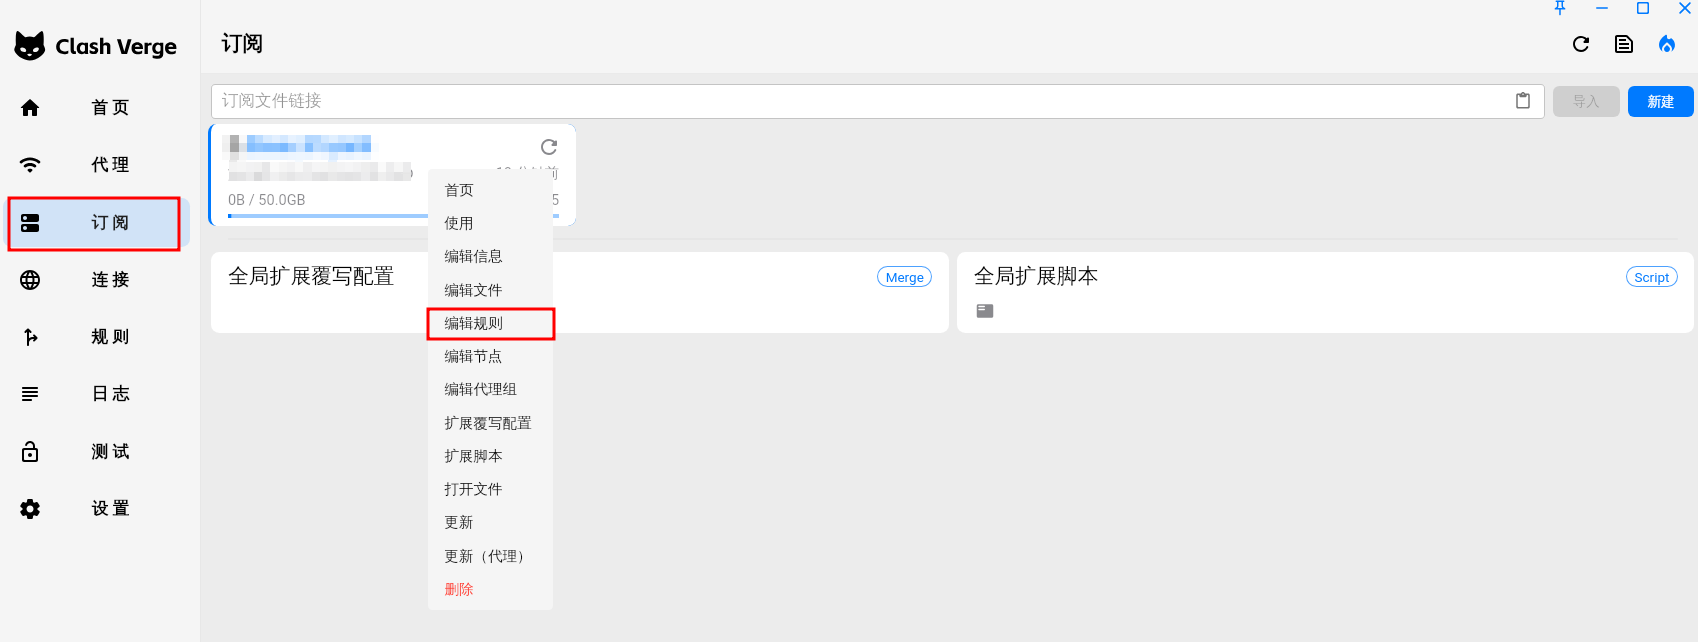 Clash Verge
首页
代理
订阅
连接
规则
日志
测试
设置
订阅
订阅文件链接
导入
新建
0B / 50.0GB
5
首页
使用
编辑信息
编辑文件
编辑规则
编辑节点
编辑代理组
扩展覆写配置
扩展脚本
打开文件
更新
更新（代理）
删除
全局扩展覆写配置
Merge
全局扩展脚本
Script